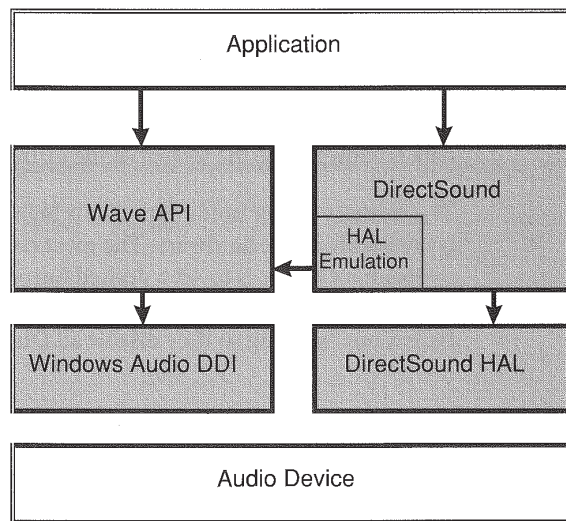 Application
Wave API
DirectSound
HAL
Emulation
Windows Audio DDI
DirectSound HAL
Audio Device